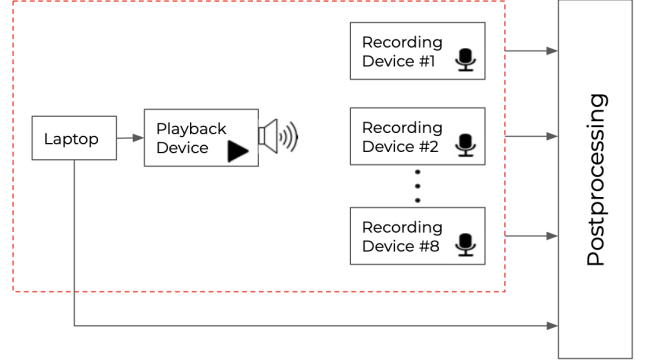 Recording
Device #1
Laptop
Playback
Device
Recording
Device #2
Recording
Device #8
Postprocessing